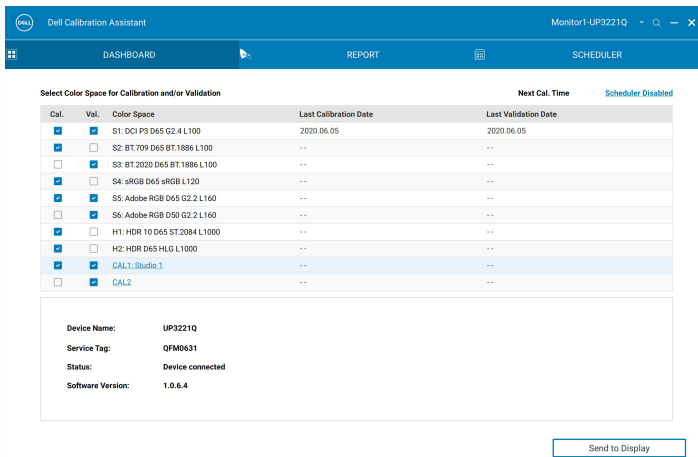 DELL Dell Calibration Assistant Monitor1-UP3221Q
DASHBOARD REPORT SCHEDULER
Select Color Space for Calibration and/or Validation Next Cal. Time Scheduler Disabled
Cal. Val. Color Space Last Calibration Date Last Validation Date
S1: DCI P3 D65 G2.4 L100 2020.06.05 2020.06.05
S2: BT.709 D65 BT.1886 L100 -- --
S3: BT.2020 D65 BT.1886 L100 -- --
S4: sRGB D65 sRGB L120 -- --
S5: Adobe RGB D65 G2.2 L160 -- --
S6: Adobe RGB D50 G2.2 L160 -- --
H1: HDR 10 D65 ST.2084 L1000 -- --
H2: HDR D65 HLG L1000 -- --
CAL1: Studio 1 -- --
CAL2 -- --
Device Name: UP3221Q
Service Tag: QFM0631
Status: Device connected
Software Version: 1.0.6.4
Send to Display